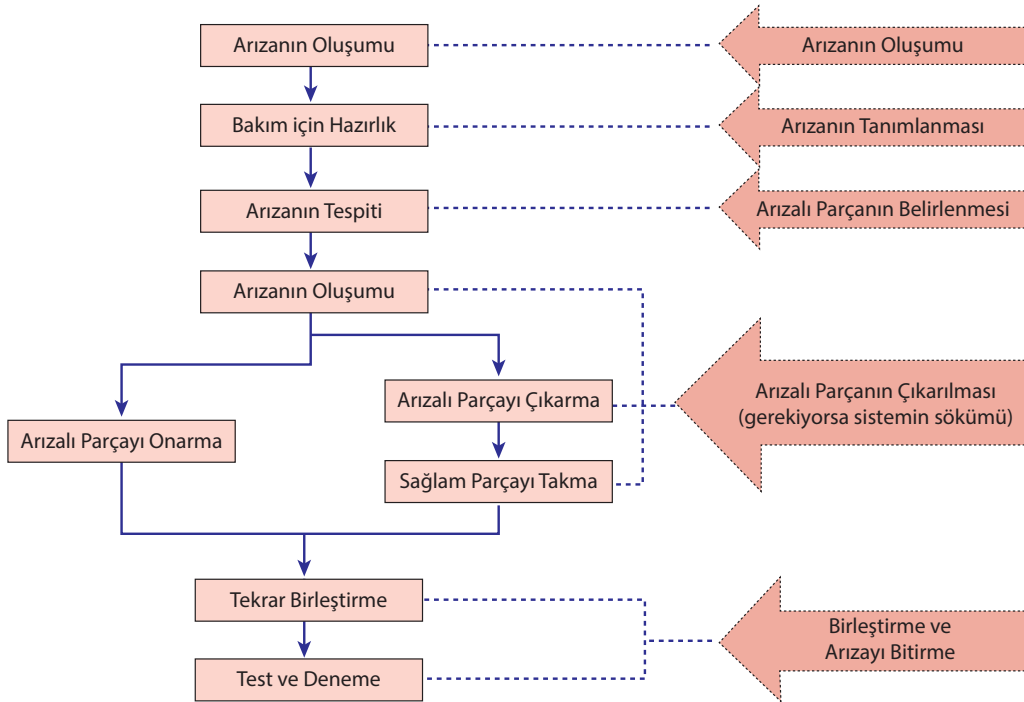 Arızanın Oluşumu
Arızanın Oluşumu
Bakım için Hazırlık
Arızanın Tanımlanması
Arızanın Tespiti
Arızalı Parçanın Belirlenmesi
Arızanın Oluşumu
Arızalı Parçayı Çıkarma
Arızalı Parçanın Çıkarılması
(gerekiyorsa sistemin sökümü)
Arızalı Parçayı Onarma
Sağlam Parçayı Takma
Tekrar Birleştirme
Birleştirme ve
Arızayı Bitirme
Test ve Deneme